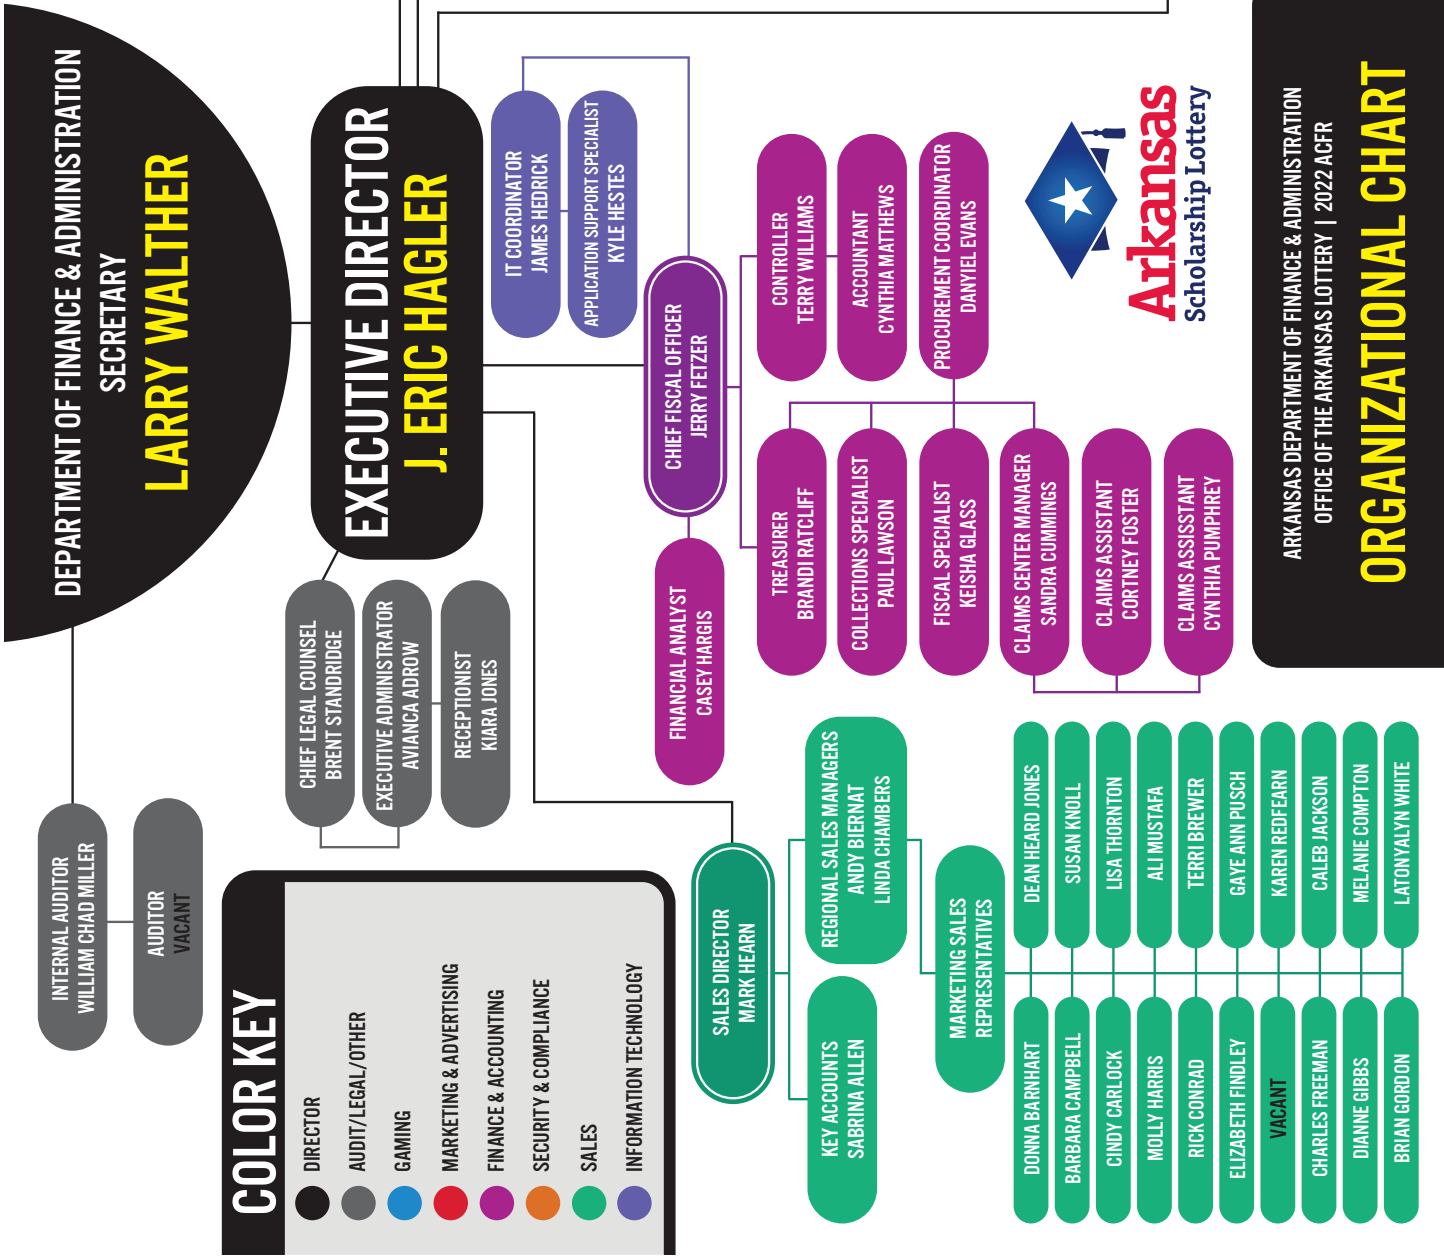 DEPARTMENT OF FINANCE & ADMINISTRATION
SECRETARY
LARRY WALTHER
EXECUTIVE DIRECTOR
J. ERIC HAGLER
INTERNAL AUDITOR
WILLIAM CHAD MILLER
AUDITOR
VACANT
CHIEF LEGAL COUNSEL
BRENT STANDRIDGE
EXECUTIVE ADMINISTRATOR
AVIANCA ADROW
RECEPTIONIST
KIARA JONES
COLOR KEY
DIRECTOR
AUDIT/LEGAL/OTHER
GAMING
MARKETING & ADVERTISING
FINANCE & ACCOUNTING
SECURITY & COMPLIANCE
SALES
INFORMATION TECHNOLOGY
IT COORDINATOR
JAMES HEDRICK
APPLICATION SUPPORT SPECIALIST
KYLE HESTES
CHIEF FISCAL OFFICER
JERRY FETZER
FINANCIAL ANALYST
CASEY HARGIS
CONTROLLER
TERRY WILLIAMS
ACCOUNTANT
CYNTHIA MATTHEWS
PROCUREMENT COORDINATOR
DANYIEL EVANS
TREASURER
BRANDI RATCLIFF
COLLECTIONS SPECIALIST
PAUL LAWSON
FISCAL SPECIALIST
KEISHA GLASS
CLAIMS CENTER MANAGER
SANDRA CUMMINGS
CLAIMS ASSISTANT
CORTNEY FOSTER
CLAIMS ASSISSTANT
CYNTHIA PUMPHREY
SALES DIRECTOR
MARK HEARN
KEY ACCOUNTS
SABRINA ALLEN
REGIONAL SALES MANAGERS
ANDY BIERNAT
LINDA CHAMBERS
MARKETING SALES
REPRESENTATIVES
DONNA BARNHART
BARBARA CAMPBELL
CINDY CARLOCK
MOLLY HARRIS
RICK CONRAD
ELIZABETH FINDLEY
VACANT
CHARLES FREEMAN
DIANNE GIBBS
BRIAN GORDON
DEAN HEARD JONES
SUSAN KNOLL
LISA THORNTON
ALI MUSTAFA
TERRI BREWER
GAYE ANN PUSCH
KAREN REDFEARN
CALEB JACKSON
MELANIE COMPTON
LATONYALYN WHITE
Arkansas
Scholarship Lottery
ARKANSAS DEPARTMENT OF FINANCE & ADMINISTRATION
OFFICE OF THE ARKANSAS LOTTERY | 2022 ACFR
ORGANIZATIONAL CHART